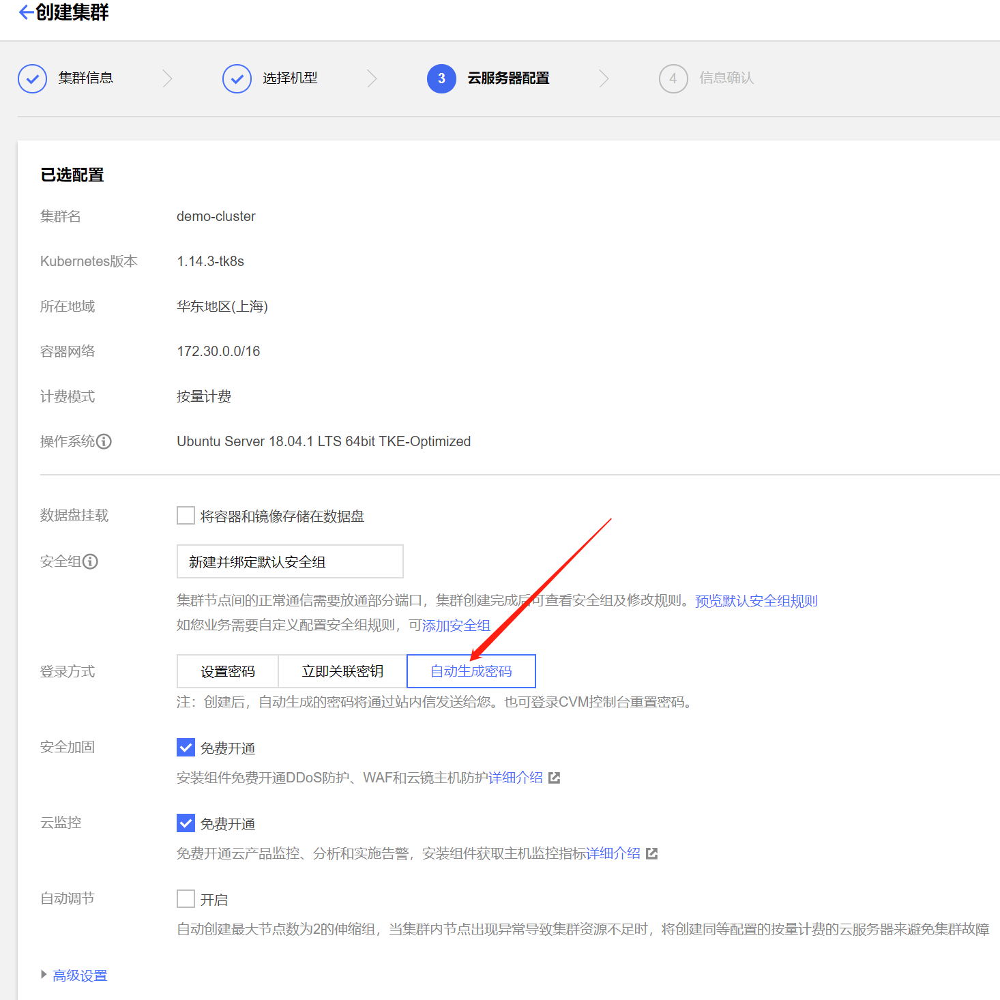 创建集群
集群信息
选择机型
3 云服务器配置
4 信息确认
已选配置
集群名 demo-cluster
Kubernetes版本 1.14.3-tk8s
所在地域 华东地区(上海)
容器网络 172.30.0.0/16
计费模式 按量计费
操作系统 Ubuntu Server 18.04.1 LTS 64bit TKE-Optimized
数据盘挂载 将容器和镜像存储在数据盘
安全组 新建并绑定默认安全组
集群节点间的正常通信需要放通部分端口，集群创建完成后可查看安全组及修改规则。预览默认安全组规则
如您业务需要自定义配置安全组规则，可添加安全组
登录方式 设置密码 立即关联密钥 自动生成密码
注：创建后，自动生成的密码将通过站内信发送给您。也可登录CVM控制台重置密码。
安全加固 免费开通
安装组件免费开通DDoS防护、WAF和云镜主机防护详细介绍
云监控 免费开通
免费开通云产品监控、分析和实施告警，安装组件获取主机监控指标详细介绍
自动调节 开启
自动创建最大节点数为2的伸缩组，当集群内节点出现异常导致集群资源不足时，将创建同等配置的按量计费的云服务器来避免集群故障
高级设置